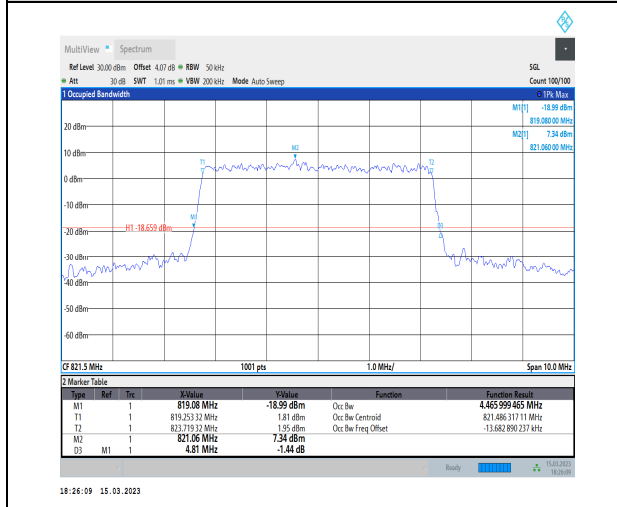 MultiView Spectrum
Ref Level 30.00 dBm Offset 4.07 dB RBW 50 kHz SGL
Att 30 dB SWT 1.01 ms VBW 200 kHz Mode Auto Sweep Count 100/100
1 Occupied Bandwidth 1Pk Max
M1[1] -18.99 dBm
819.08000 MHz
M2[1] 7.34 dBm
821.06000 MHz
20 dBm
10 dBm
M2
T1 T2
0 dBm
-10 dBm
M1
H1 -18.659 dBm
-20 dBm
D3
-30 dBm
-40 dBm
-50 dBm
-60 dBm
CF 821.5 MHz 1001 pts 1.0 MHz/ Span 10.0 MHz
2 Marker Table
Type Ref Trc X-Value Y-Value Function Function Result
M1 1 819.08 MHz -18.99 dBm Occ Bw 4.465 999 465 MHz
T1 1 819.253 32 MHz 1.81 dBm Occ Bw Centroid 821.486 317 11 MHz
T2 1 823.719 32 MHz 1.95 dBm Occ Bw Freq Offset -13.682 890 237 kHz
M2 1 821.06 MHz 7.34 dBm
D3 M1 1 4.81 MHz -1.44 dB
Ready 15.03.2023
18:26:09
18:26:09 15.03.2023